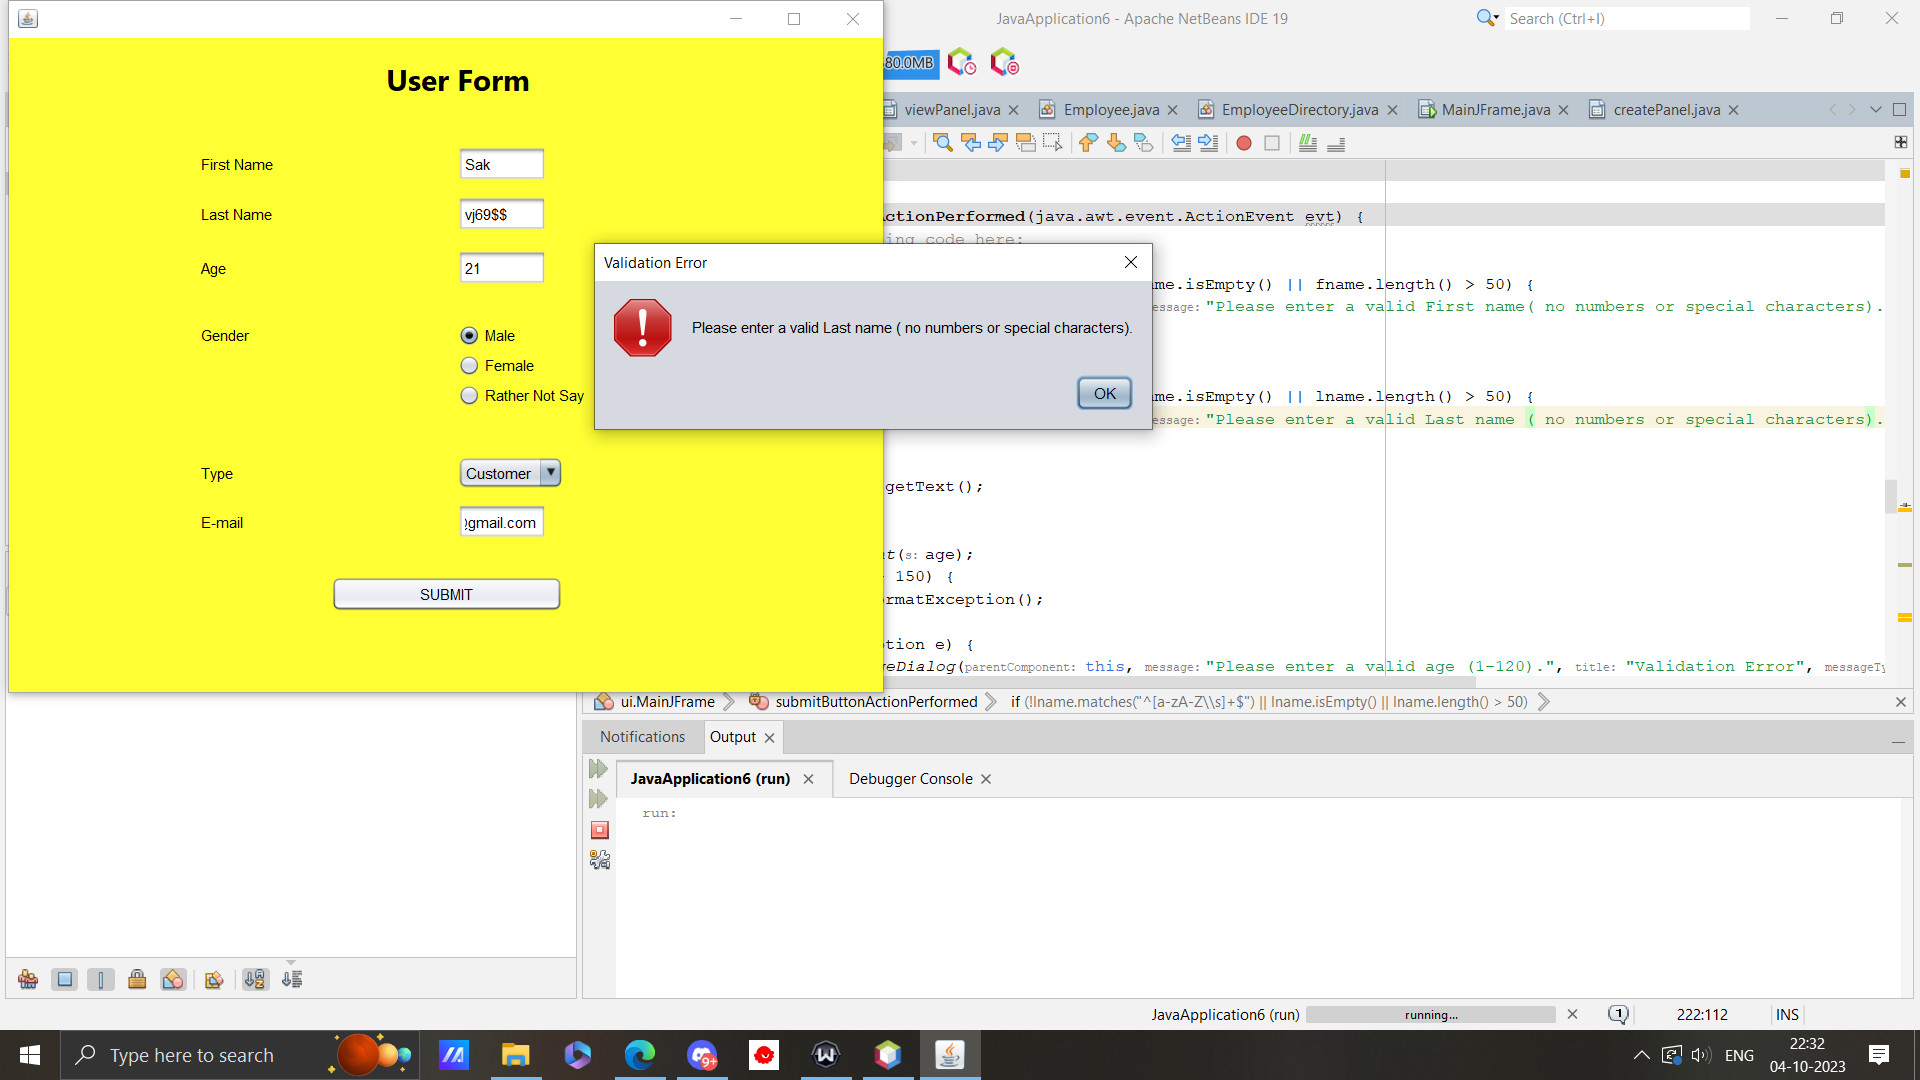 JavaApplication6 - Apache NetBeans IDE 19
Search (Ctrl+I)
80.0MB
viewPanel.java
Employee.java
EmployeeDirectory.java
MainJFrame.java
createPanel.java
User Form
First Name
Sak
Last Name
vj69$$
Age
21
Gender
Male
Female
Rather Not Say
Type
Customer
E-mail
@gmail.com
SUBMIT
Validation Error
Please enter a valid Last name ( no numbers or special characters).
OK
ActionPerformed(java.awt.event.ActionEvent evt) {
ing code here:
me.isEmpty() || fname.length() > 50) {
essage: "Please enter a valid First name( no numbers or special characters).
me.isEmpty() || lname.length() > 50) {
essage: "Please enter a valid Last name ( no numbers or special characters).
getText();
t(s: age);
150) {
rmatException();
tion e) {
eDialog(parentComponent: this, message: "Please enter a valid age (1-120).", title: "Validation Error", messageTy
ui.MainJFrame
submitButtonActionPerformed
if (!lname.matches("^[a-zA-Z\\s]+$") || lname.isEmpty() || lname.length() > 50)
Notifications
Output
JavaApplication6 (run)
Debugger Console
run:
JavaApplication6 (run)
running...
1
222:112
INS
Type here to search
9+
ENG
22:32
04-10-2023